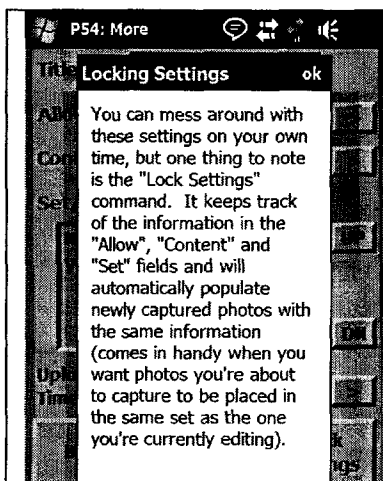 P54: More
Locking Settings ok
You can mess around with
these settings on your own
time, but one thing to note
is the "Lock Settings"
command. It keeps track
of the information in the
"Allow", "Content" and
"Set" fields and will
automatically populate
newly captured photos with
the same information
(comes in handy when you
want photos you're about
to capture to be placed in
the same set as the one
you're currently editing).